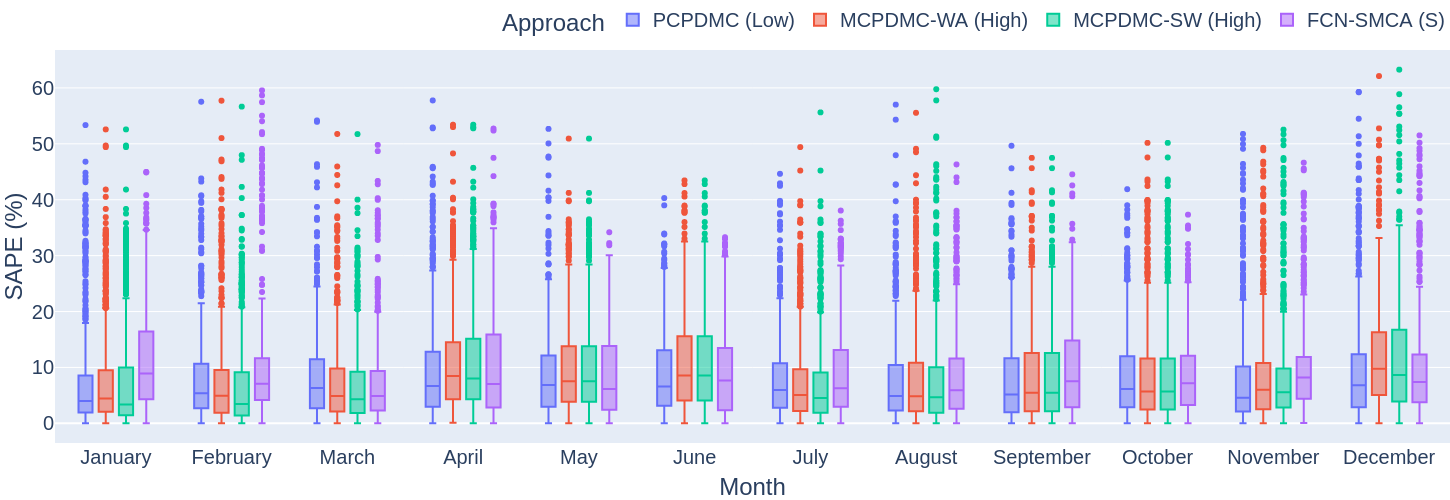 Approach PCPDMC (Low) MCPDMC-WA (High) MCPDMC-SW (High) FCN-SMCA (S)
SAPE (%)
60
50
40
30
20
10
0
January February March April May June July August September October November December
Month